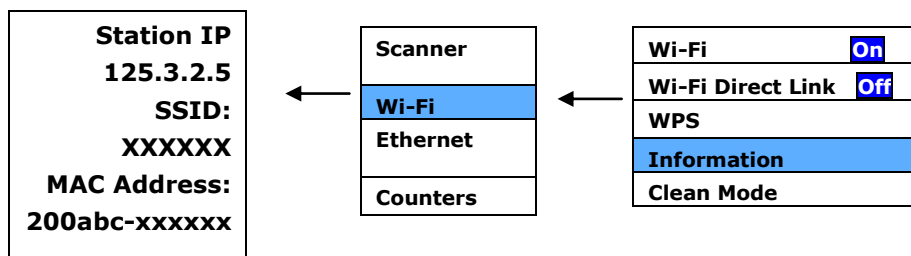 Station IP
125.3.2.5
SSID:
XXXXXX
MAC Address:
200abc-xxxxxx
Scanner
Wi-Fi
Ethernet
Counters
Wi-Fi On
Wi-Fi Direct Link Off
WPS
Information
Clean Mode